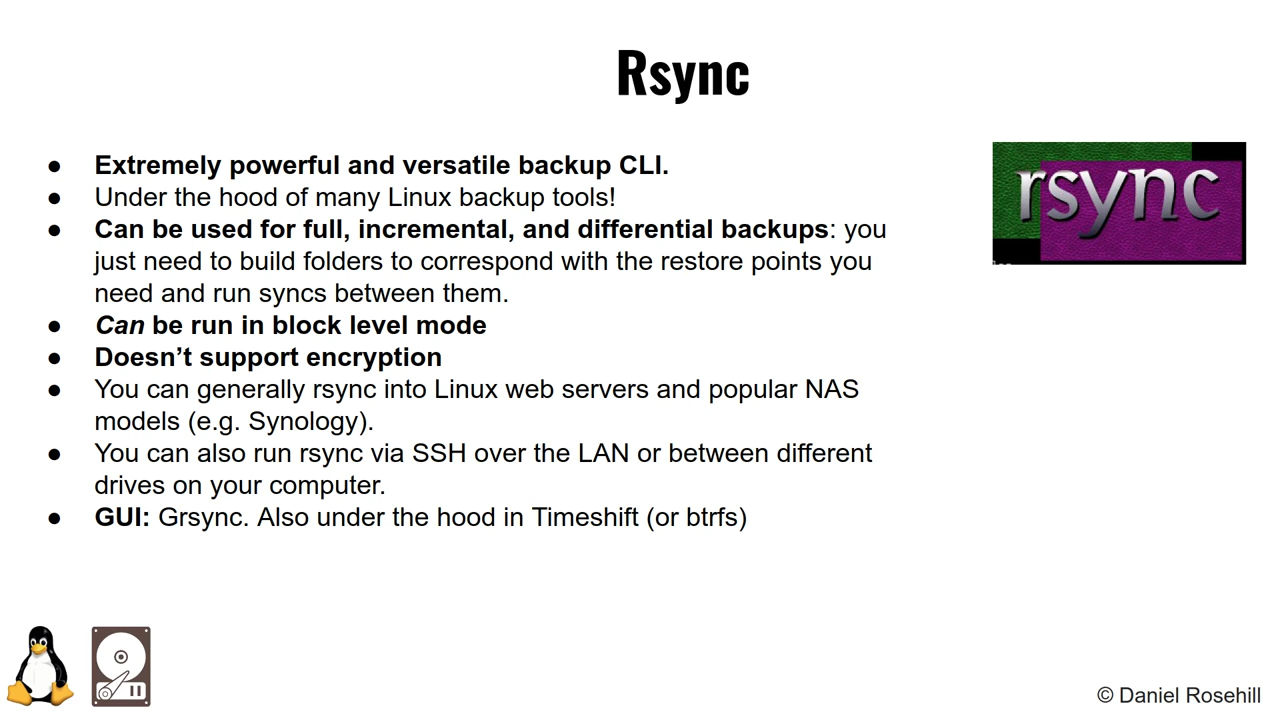 Rsync
rsync
● Extremely powerful and versatile backup CLI.
● Under the hood of many Linux backup tools!
● Can be used for full, incremental, and differential backups: you
just need to build folders to correspond with the restore points you
need and run syncs between them.
● Can be run in block level mode
● Doesn’t support encryption
● You can generally rsync into Linux web servers and popular NAS
models (e.g. Synology).
● You can also run rsync via SSH over the LAN or between different
drives on your computer.
● GUI: Grsync. Also under the hood in Timeshift (or btrfs)
© Daniel Rosehill